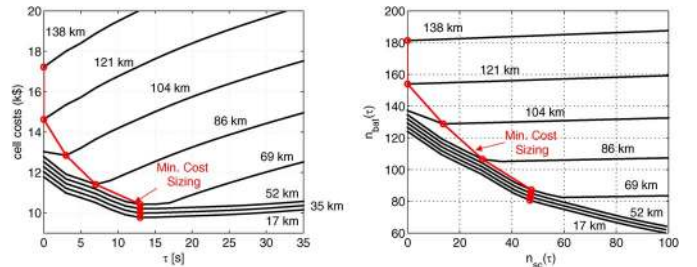 20
18
16
14
12
10
cell costs (k$)
0
5
10
15
20
25
30
35
τ [s]
138 km
121 km
104 km
86 km
69 km
52 km
35 km
17 km
Min. Cost
Sizing
200
180
160
140
120
100
80
60
n_bat(τ)
0
20
40
60
80
100
n_sc(τ)
138 km
121 km
104 km
86 km
69 km
52 km
17 km
Min. Cost
Sizing